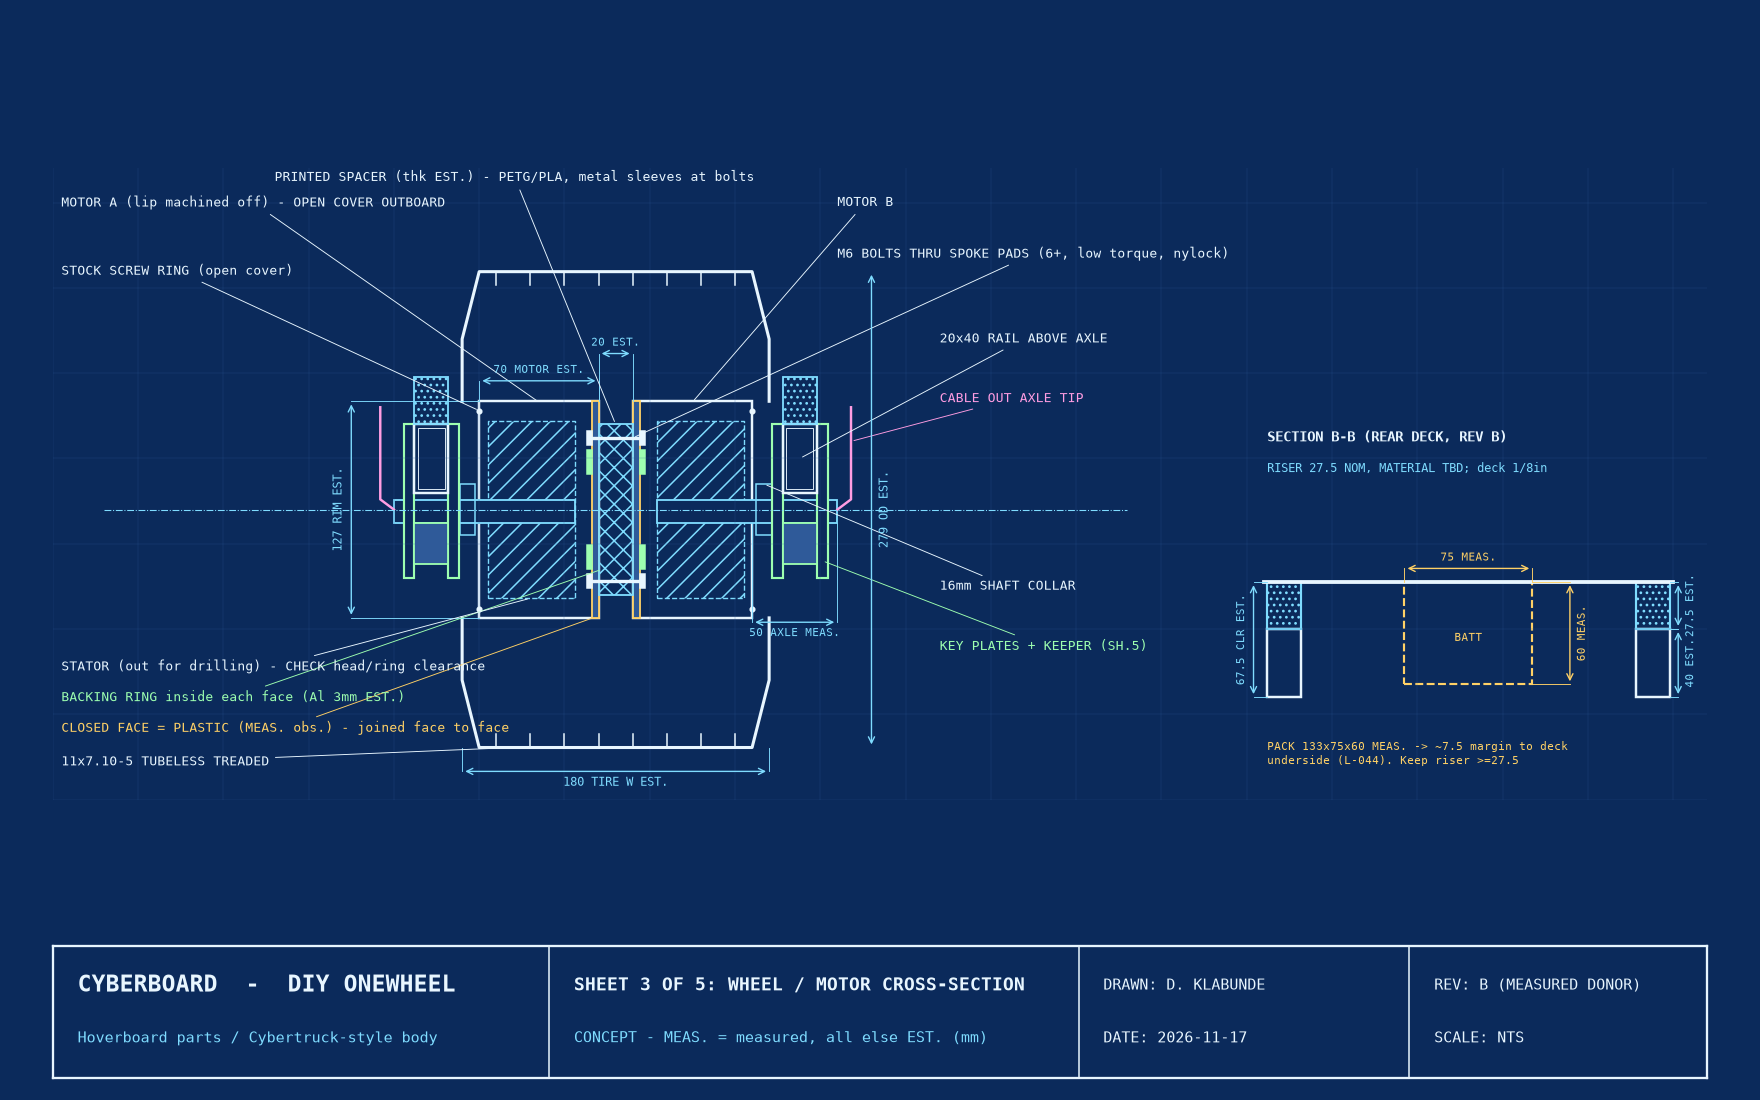 PRINTED SPACER (thk EST.) - PETG/PLA, metal sleeves at bolts
MOTOR A (lip machined off) - OPEN COVER OUTBOARD
MOTOR B
STOCK SCREW RING (open cover)
M6 BOLTS THRU SPOKE PADS (6+, low torque, nylock)
20 EST.
70 MOTOR EST.
20x40 RAIL ABOVE AXLE
CABLE OUT AXLE TIP
127 RIM EST.
279 OD EST.
16mm SHAFT COLLAR
50 AXLE MEAS.
KEY PLATES + KEEPER (SH.5)
STATOR (out for drilling) - CHECK head/ring clearance
BACKING RING inside each face (Al 3mm EST.)
CLOSED FACE = PLASTIC (MEAS. obs.) - joined face to face
11x7.10-5 TUBELESS TREADED
180 TIRE W EST.
SECTION B-B (REAR DECK, REV B)
RISER 27.5 NOM, MATERIAL TBD; deck 1/8in
75 MEAS.
67.5 CLR EST.
BATT
60 MEAS.
27.5 EST.
40 EST.
PACK 133x75x60 MEAS. -> ~7.5 margin to deck
underside (L-044). Keep riser >=27.5
CYBERBOARD - DIY ONEWHEEL
Hoverboard parts / Cybertruck-style body
SHEET 3 OF 5: WHEEL / MOTOR CROSS-SECTION
CONCEPT - MEAS. = measured, all else EST. (mm)
DRAWN: D. KLABUNDE
DATE: 2026-11-17
REV: B (MEASURED DONOR)
SCALE: NTS